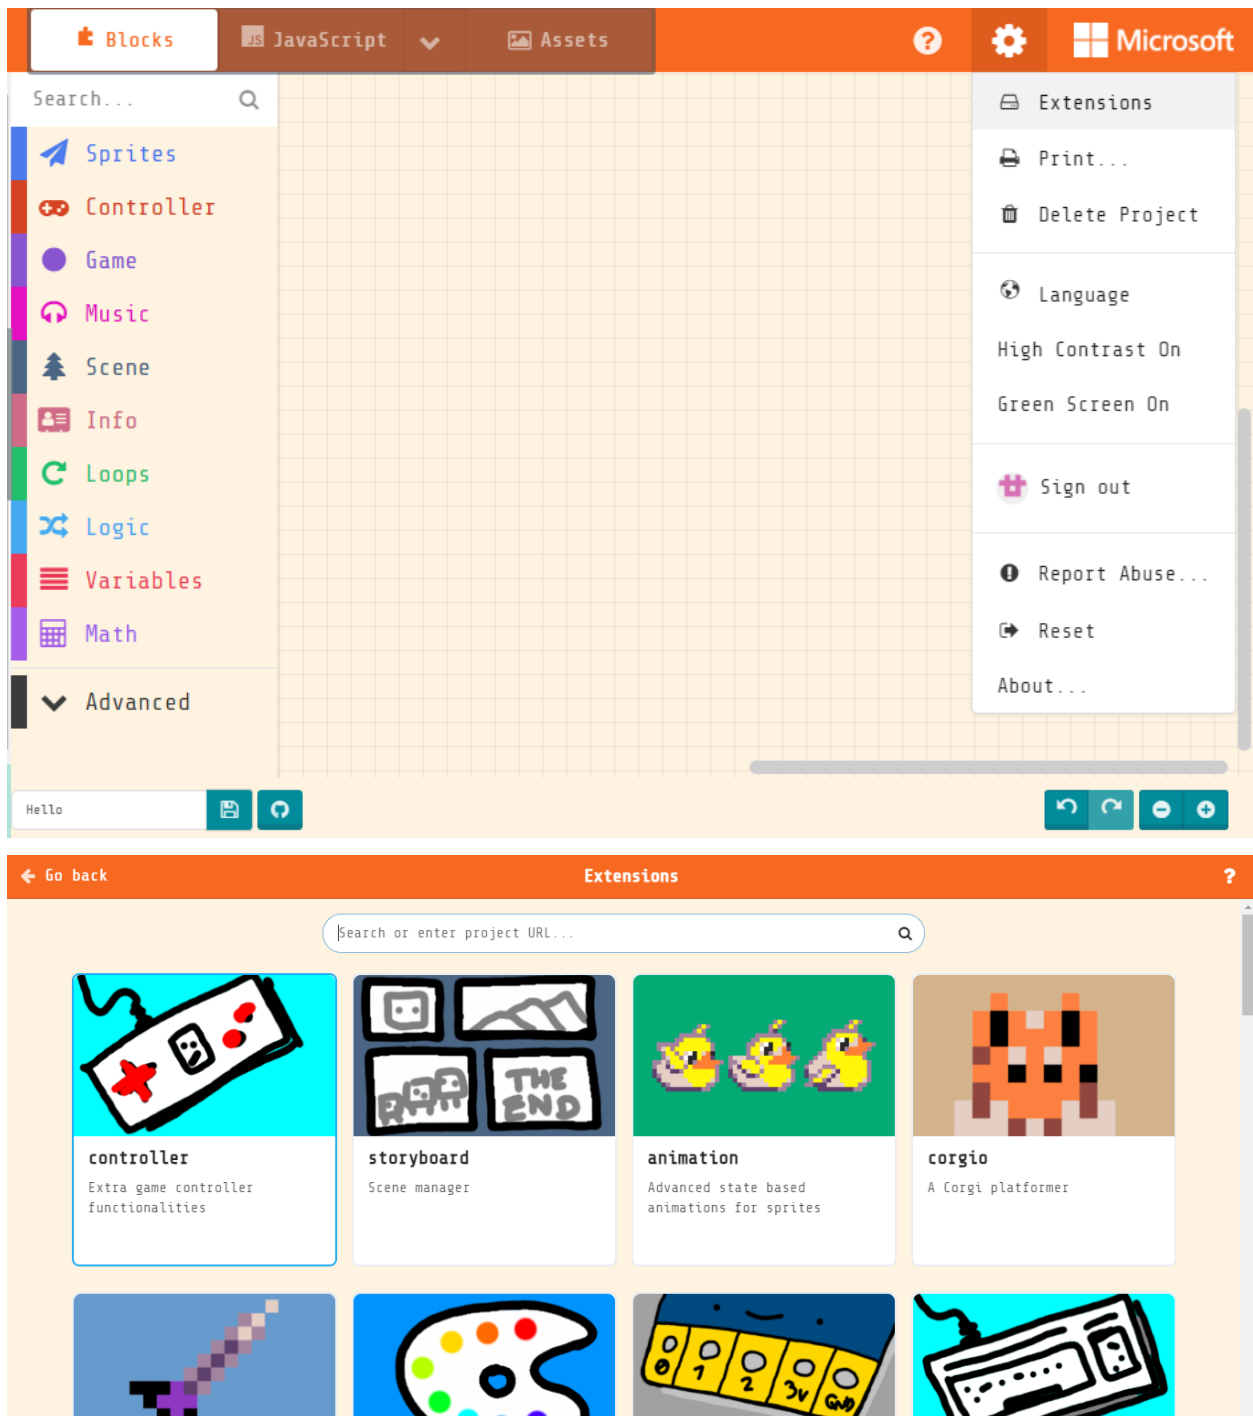 Blocks
JS JavaScript
Assets
?
Microsoft
Search...
Sprites
Controller
Game
Music
Scene
Info
Loops
Logic
Variables
Math
Advanced
Extensions
Print...
Delete Project
Language
High Contrast On
Green Screen On
Sign out
Report Abuse...
Reset
About...
Hello
Go back
Extensions
?
Search or enter project URL...
THE
END
controller
Extra game controller
functionalities
storyboard
Scene manager
animation
Advanced state based
animations for sprites
corgio
A Corgi platformer
0 1 2 3V GND